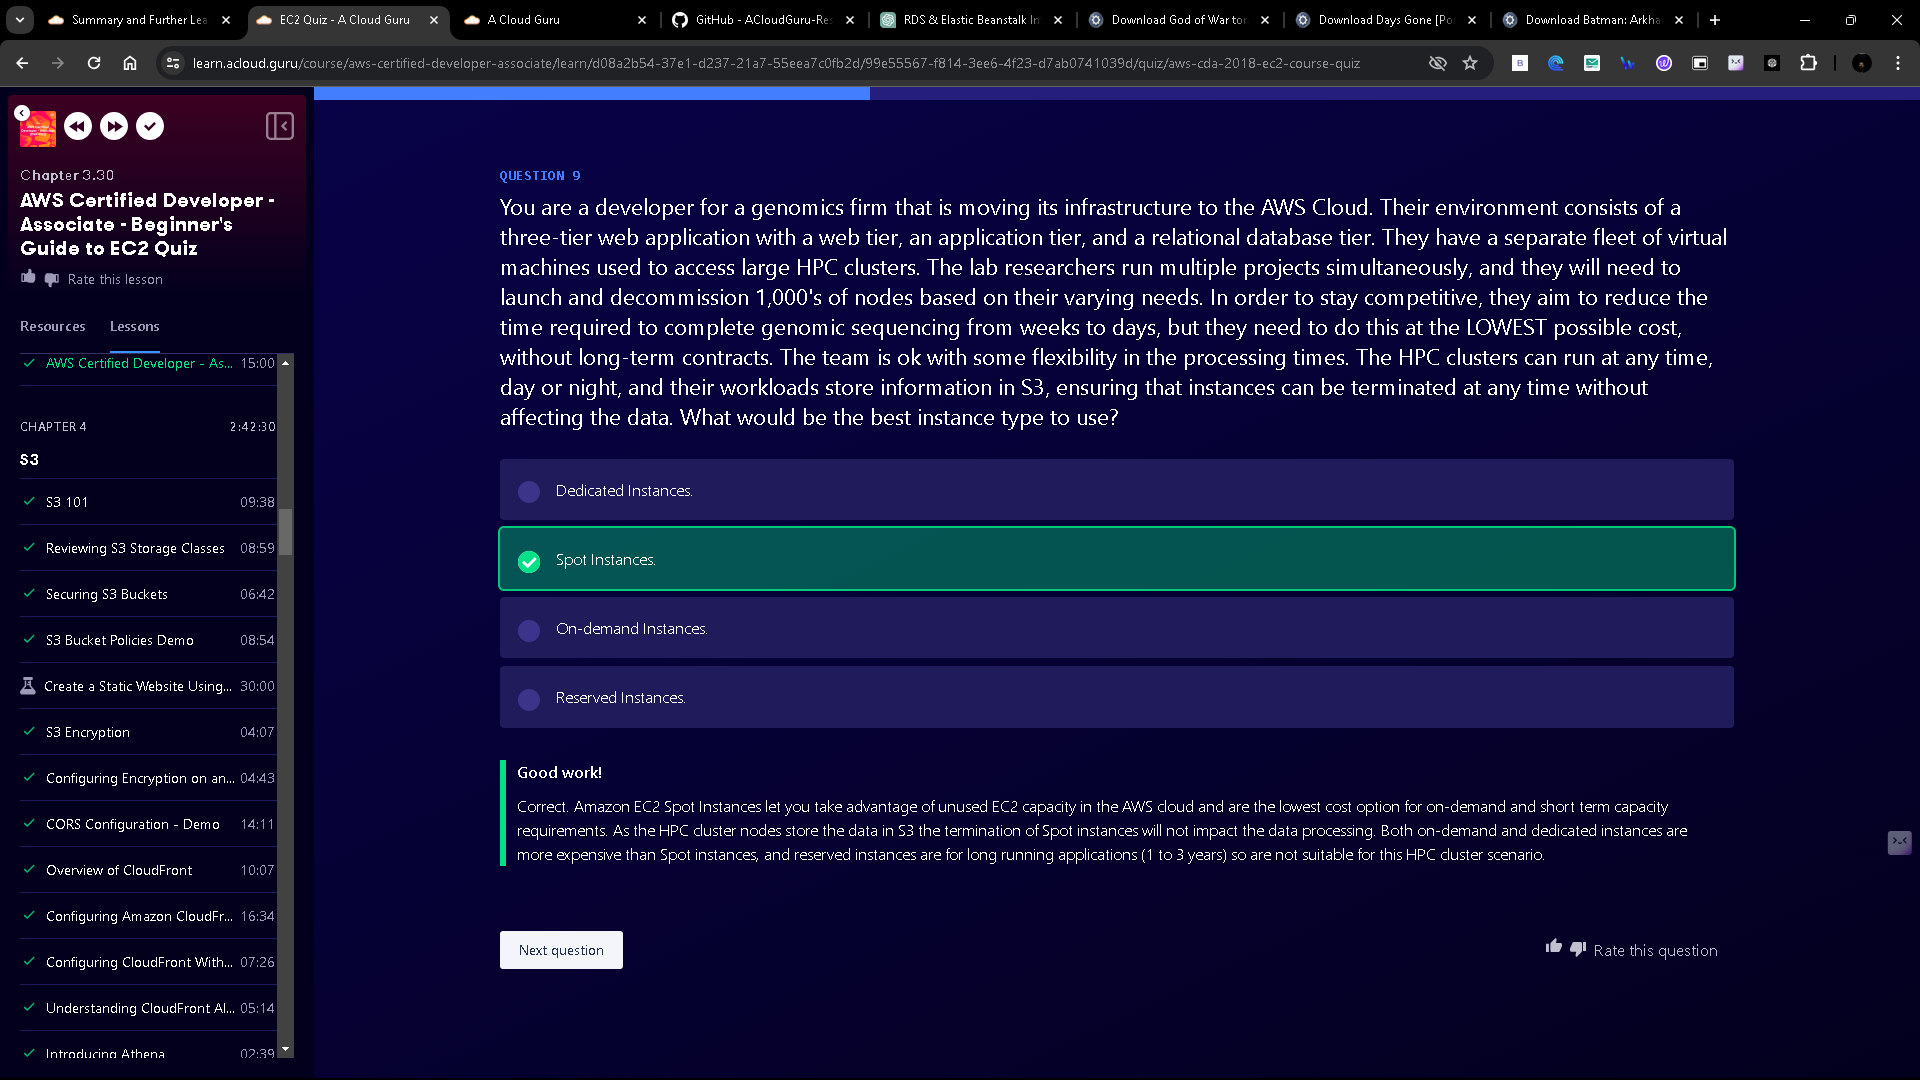 Summary and Further Lea
EC2 Quiz - A Cloud Guru
A Cloud Guru
GitHub - ACloudGuru-Res
RDS & Elastic Beanstalk In
Download God of War tor
Download Days Gone [Po
Download Batman: Arkha
learn.acloud.guru/course/aws-certified-developer-associate/learn/d08a2b54-37e1-d237-21a7-55eea7c0fb2d/99e55567-f814-3ee6-4f23-d7ab0741039d/quiz/aws-cda-2018-ec2-course-quiz
Chapter 3.30
AWS Certified Developer -
Associate - Beginner's
Guide to EC2 Quiz
Rate this lesson
Resources Lessons
AWS Certified Developer - As... 15:00
CHAPTER 4 2:42:30
S3
S3 101 09:38
Reviewing S3 Storage Classes 08:59
Securing S3 Buckets 06:42
S3 Bucket Policies Demo 08:54
Create a Static Website Using... 30:00
S3 Encryption 04:07
Configuring Encryption on an... 04:43
CORS Configuration - Demo 14:11
Overview of CloudFront 10:07
Configuring Amazon CloudFr... 16:34
Configuring CloudFront With... 07:26
Understanding CloudFront Al... 05:14
Introducing Athena 02:39
QUESTION 9
You are a developer for a genomics firm that is moving its infrastructure to the AWS Cloud. Their environment consists of a
three-tier web application with a web tier, an application tier, and a relational database tier. They have a separate fleet of virtual
machines used to access large HPC clusters. The lab researchers run multiple projects simultaneously, and they will need to
launch and decommission 1,000's of nodes based on their varying needs. In order to stay competitive, they aim to reduce the
time required to complete genomic sequencing from weeks to days, but they need to do this at the LOWEST possible cost,
without long-term contracts. The team is ok with some flexibility in the processing times. The HPC clusters can run at any time,
day or night, and their workloads store information in S3, ensuring that instances can be terminated at any time without
affecting the data. What would be the best instance type to use?
Dedicated Instances.
Spot Instances.
On-demand Instances.
Reserved Instances.
Good work!
Correct. Amazon EC2 Spot Instances let you take advantage of unused EC2 capacity in the AWS cloud and are the lowest cost option for on-demand and short term capacity
requirements. As the HPC cluster nodes store the data in S3 the termination of Spot instances will not impact the data processing. Both on-demand and dedicated instances are
more expensive than Spot instances, and reserved instances are for long running applications (1 to 3 years) so are not suitable for this HPC cluster scenario.
Next question
Rate this question